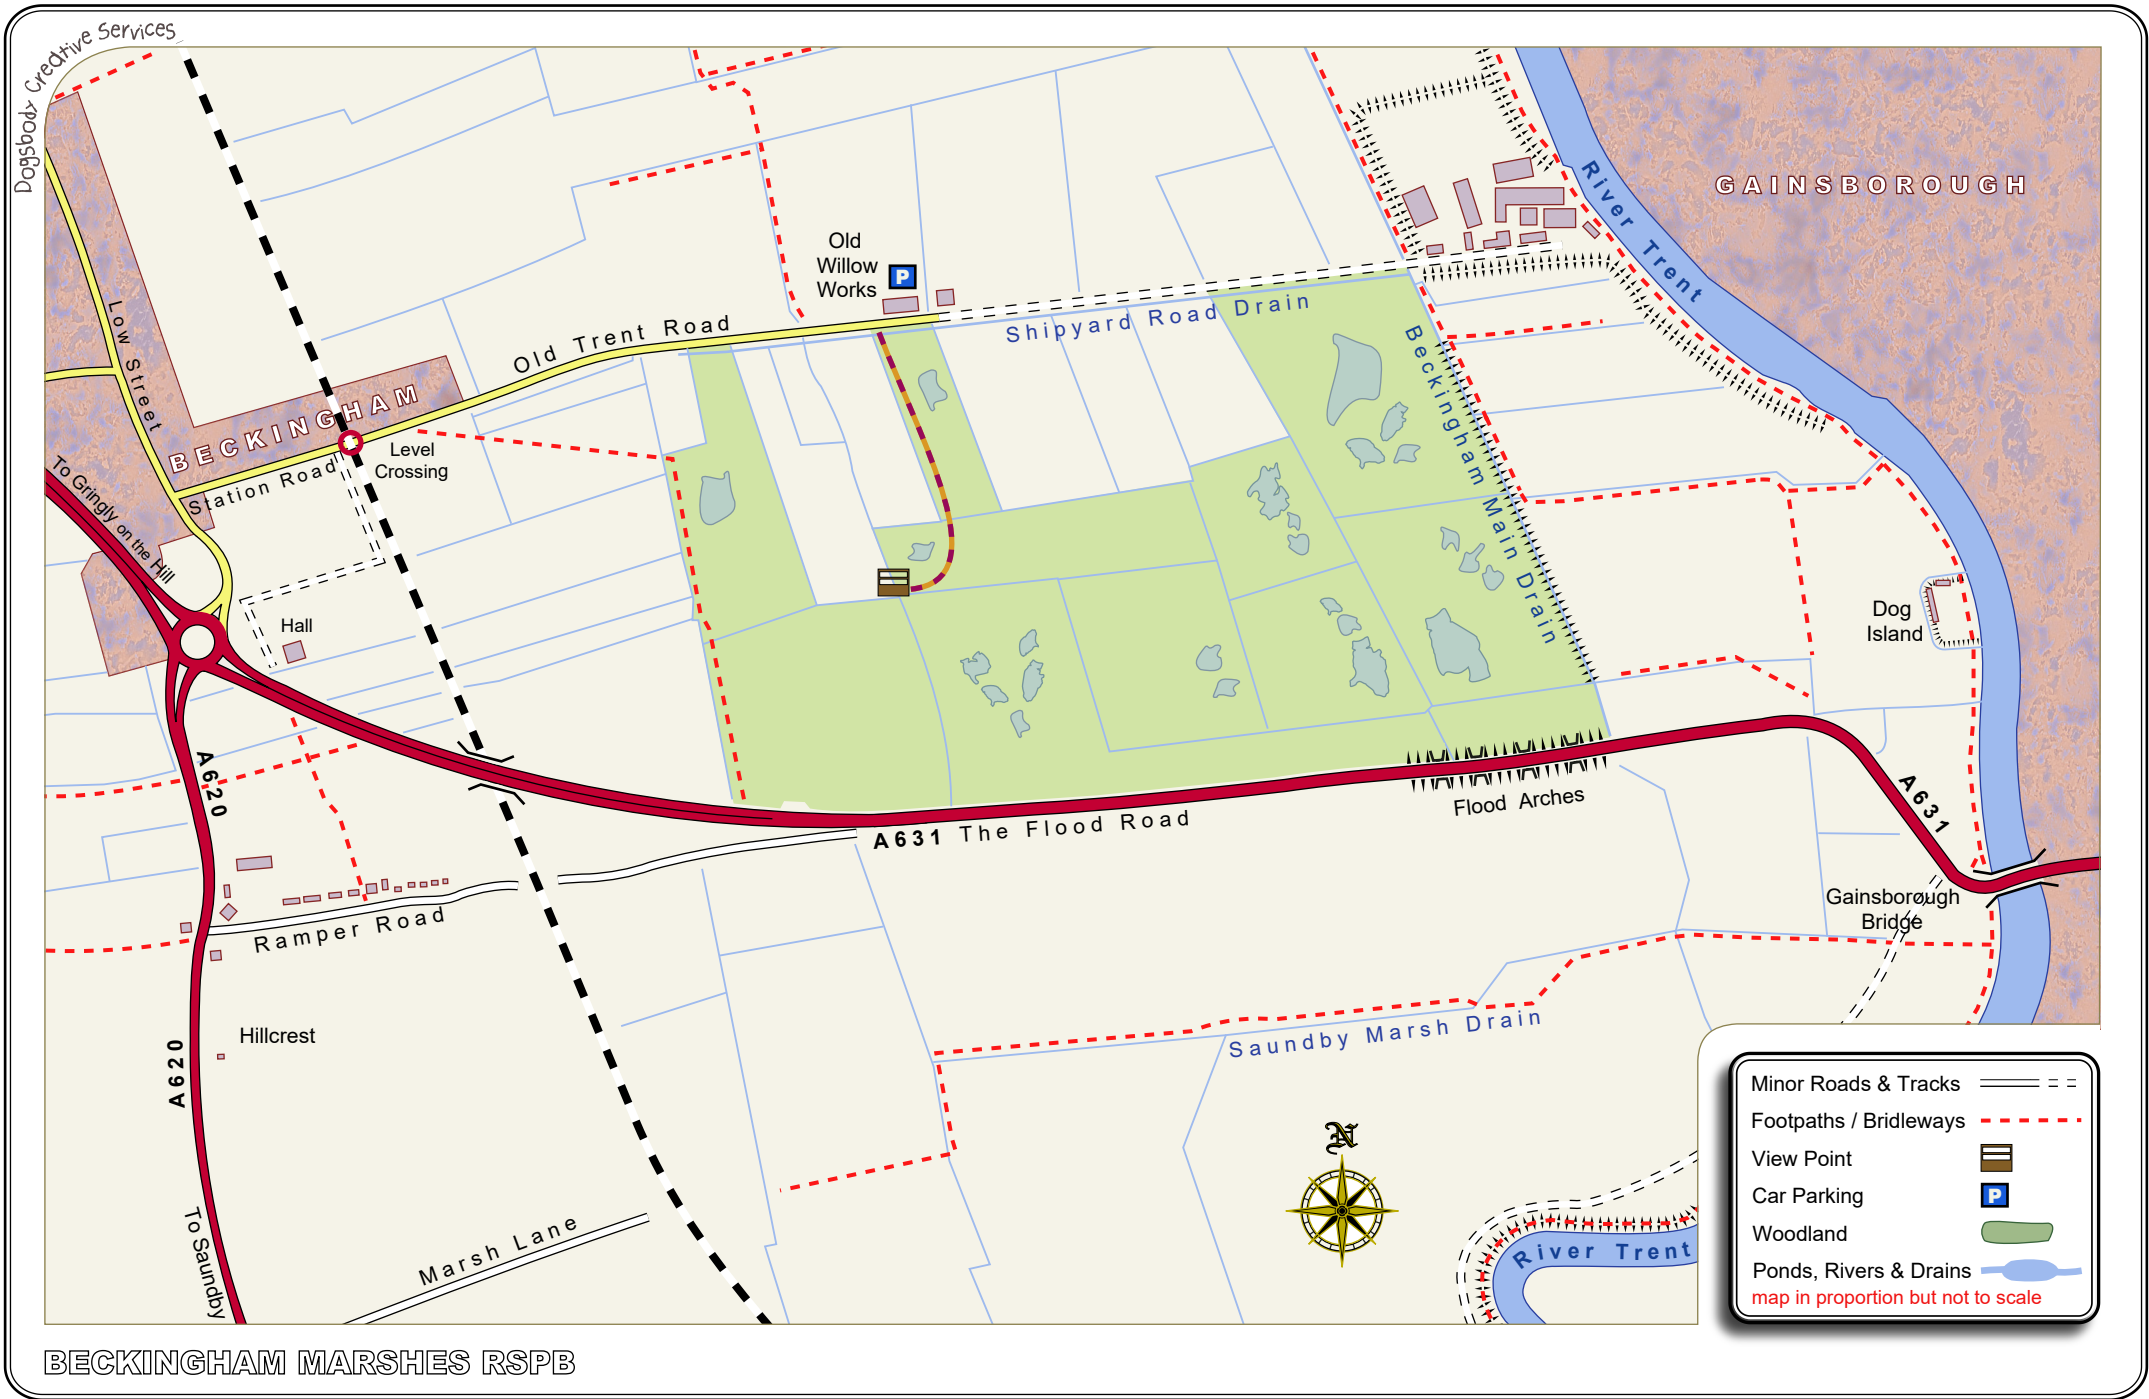 Dogsbody Creative Services
GAINSBOROUGH
River Trent
Old
Willow
Works
P
Low Street
Old Trent Road
Shipyard Road Drain
BECKINGHAM
Level
Crossing
Station Road
Beckingham Main Drain
To Gringly on the Hill
Hall
Dog
Island
A620
A631 The Flood Road
Flood Arches
A631
Gainsborough
Bridge
Ramper Road
Hillcrest
A620
Saundby Marsh Drain
To Saundby
Marsh Lane
N
River Trent
Minor Roads & Tracks
Footpaths / Bridleways
View Point
Car Parking
P
Woodland
Ponds, Rivers & Drains
map in proportion but not to scale
BECKINGHAM MARSHES RSPB